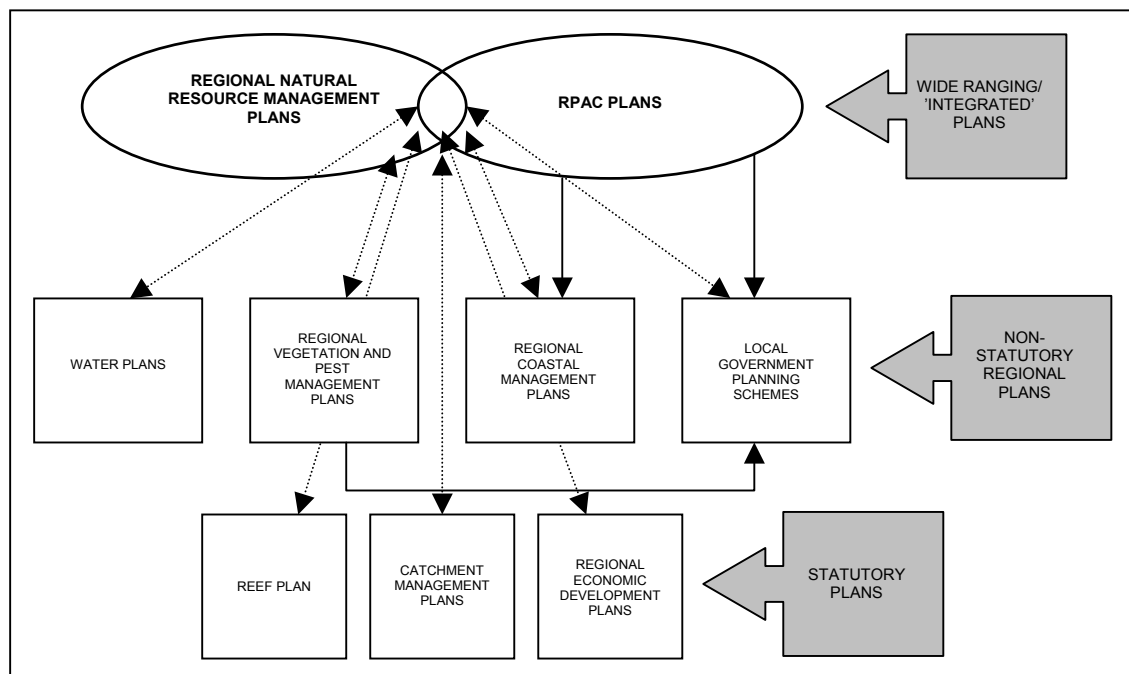 REGIONAL NATURAL
RESOURCE MANAGEMENT
PLANS
RPAC PLANS
WIDE RANGING/
'INTEGRATED'
PLANS
WATER PLANS
REGIONAL
VEGETATION AND
PEST
MANAGEMENT
PLANS
REGIONAL
COASTAL
MANAGEMENT
PLANS
LOCAL
GOVERNMENT
PLANNING
SCHEMES
NON-
STATUTORY
REGIONAL
PLANS
REEF PLAN
CATCHMENT
MANAGEMENT
PLANS
REGIONAL
ECONOMIC
DEVELOPMENT
PLANS
STATUTORY
PLANS